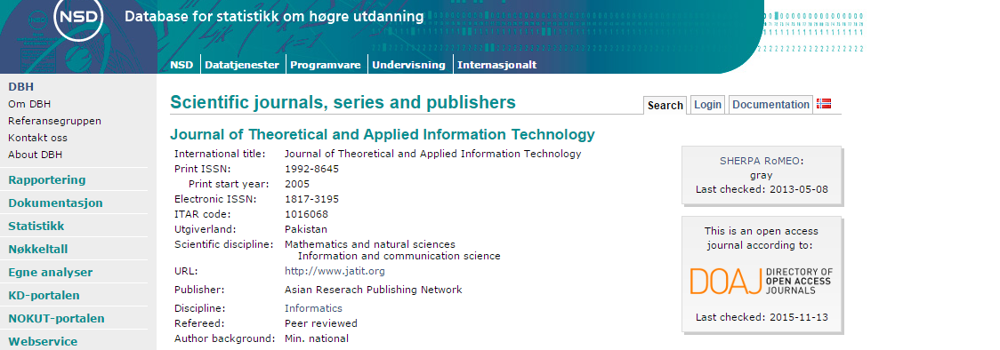 NSD
Database for statistikk om høgre utdanning
NSD Datatjenester Programvare Undervisning Internasjonalt
DBH
Om DBH
Referansegruppen
Kontakt oss
About DBH
Rapportering
Dokumentasjon
Statistikk
Nøkkeltall
Egne analyser
KD-portalen
NOKUT-portalen
Webservice
Scientific journals, series and publishers
Search Login Documentation
Journal of Theoretical and Applied Information Technology
International title: Journal of Theoretical and Applied Information Technology
Print ISSN: 1992-8645
Print start year: 2005
Electronic ISSN: 1817-3195
ITAR code: 1016068
Utgiverland: Pakistan
Scientific discipline: Mathematics and natural sciences
Information and communication science
URL: http://www.jatit.org
Publisher: Asian Reserach Publishing Network
Discipline: Informatics
Refereed: Peer reviewed
Author background: Min. national
SHERPA RoMEO:
gray
Last checked: 2013-05-08
This is an open access
journal according to:
DOAJ DIRECTORY OF
OPEN ACCESS
JOURNALS
Last checked: 2015-11-13